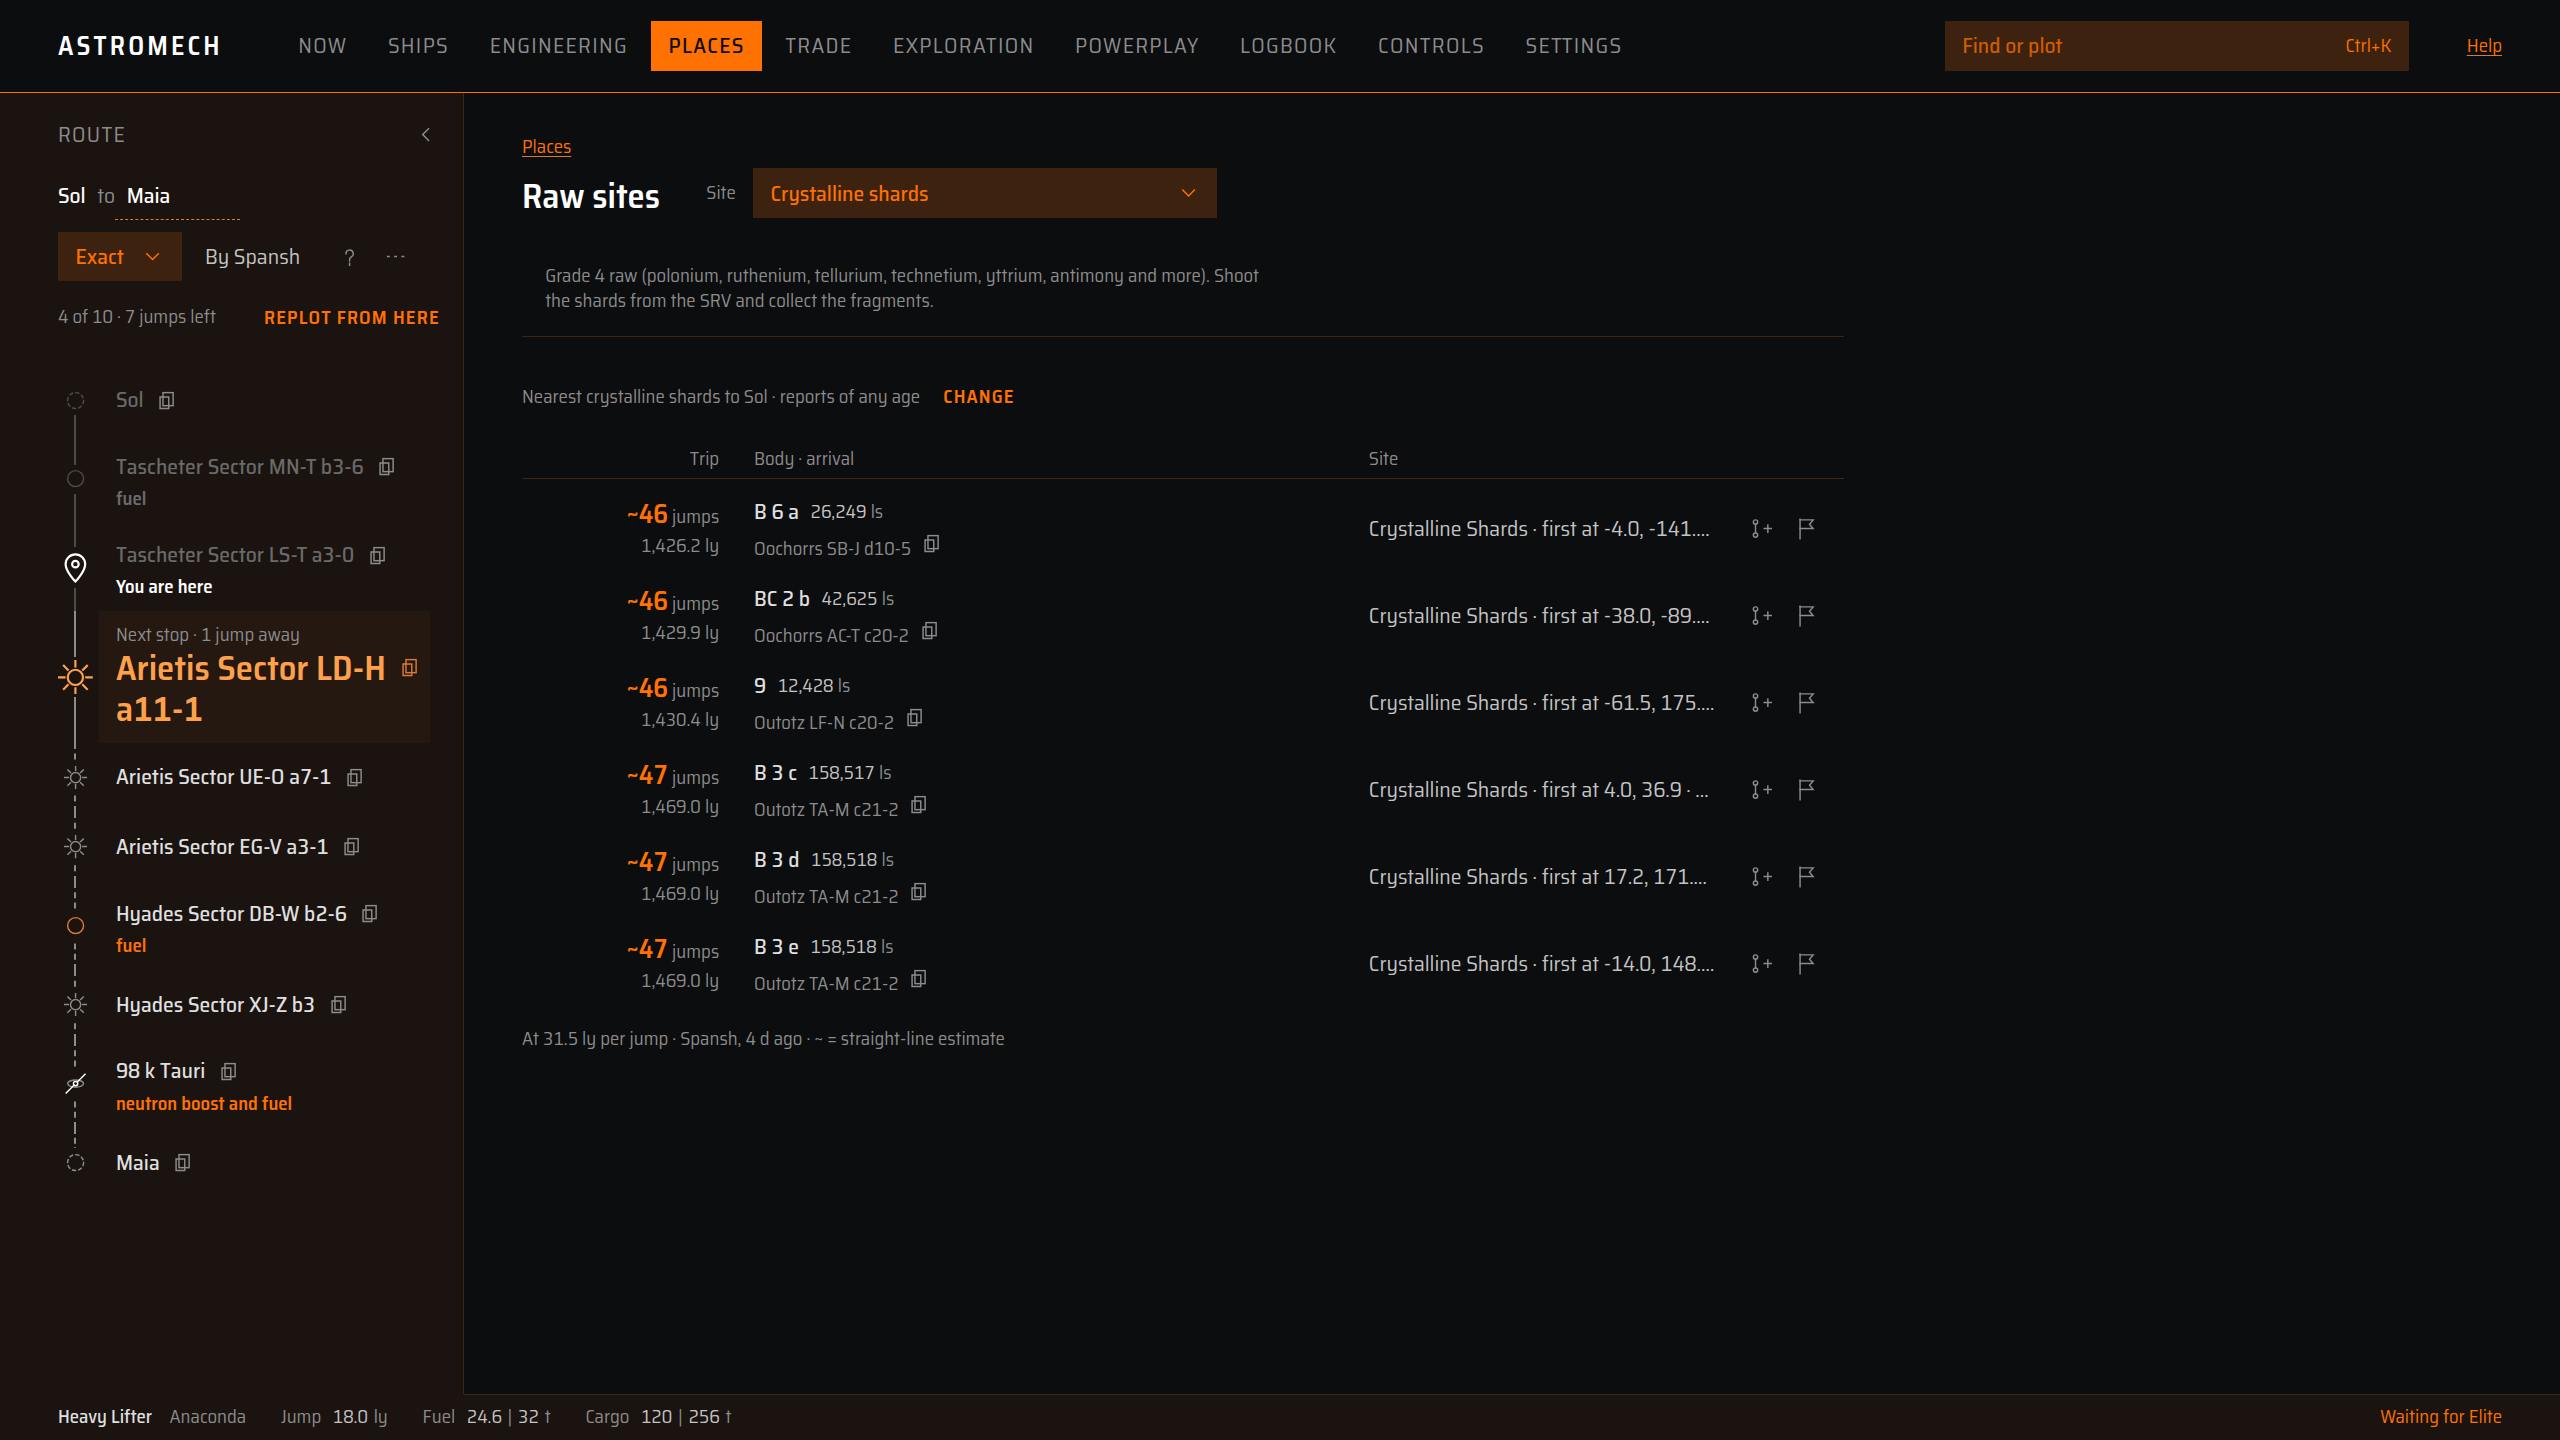 ASTROMECH NOW SHIPS ENGINEERING PLACES TRADE EXPLORATION POWERPLAY LOGBOOK CONTROLS SETTINGS Find or plot Ctrl+K Help
ROUTE
Sol to Maia
Exact By Spansh ? ...
4 of 10 · 7 jumps left REPLOT FROM HERE
Sol
Tascheter Sector MN-T b3-6
fuel
Tascheter Sector LS-T a3-0
You are here
Next stop · 1 jump away
Arietis Sector LD-H
a11-1
Arietis Sector UE-O a7-1
Arietis Sector EG-V a3-1
Hyades Sector DB-W b2-6
fuel
Hyades Sector XJ-Z b3
98 k Tauri
neutron boost and fuel
Maia
Places
Raw sites Site Crystalline shards
Grade 4 raw (polonium, ruthenium, tellurium, technetium, yttrium, antimony and more). Shoot
the shards from the SRV and collect the fragments.
Nearest crystalline shards to Sol · reports of any age CHANGE
Trip Body · arrival Site
~46 jumps B 6 a 26,249 ls Crystalline Shards · first at -4.0, -141....
1,426.2 ly Oochorrs SB-J d10-5
~46 jumps BC 2 b 42,625 ls Crystalline Shards · first at -38.0, -89....
1,429.9 ly Oochorrs AC-T c20-2
~46 jumps 9 12,428 ls Crystalline Shards · first at -61.5, 175....
1,430.4 ly Outotz LF-N c20-2
~47 jumps B 3 c 158,517 ls Crystalline Shards · first at 4.0, 36.9 · ...
1,469.0 ly Outotz TA-M c21-2
~47 jumps B 3 d 158,518 ls Crystalline Shards · first at 17.2, 171....
1,469.0 ly Outotz TA-M c21-2
~47 jumps B 3 e 158,518 ls Crystalline Shards · first at -14.0, 148....
1,469.0 ly Outotz TA-M c21-2
At 31.5 ly per jump · Spansh, 4 d ago · ~ = straight-line estimate
Heavy Lifter Anaconda Jump 18.0 ly Fuel 24.6 | 32 t Cargo 120 | 256 t Waiting for Elite